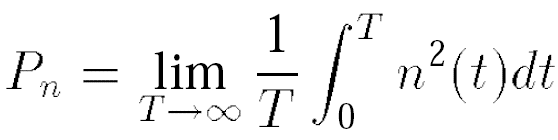 $P_n = \lim_{T \to \infty} \frac{1}{T} \int_0^T n^2(t)dt$